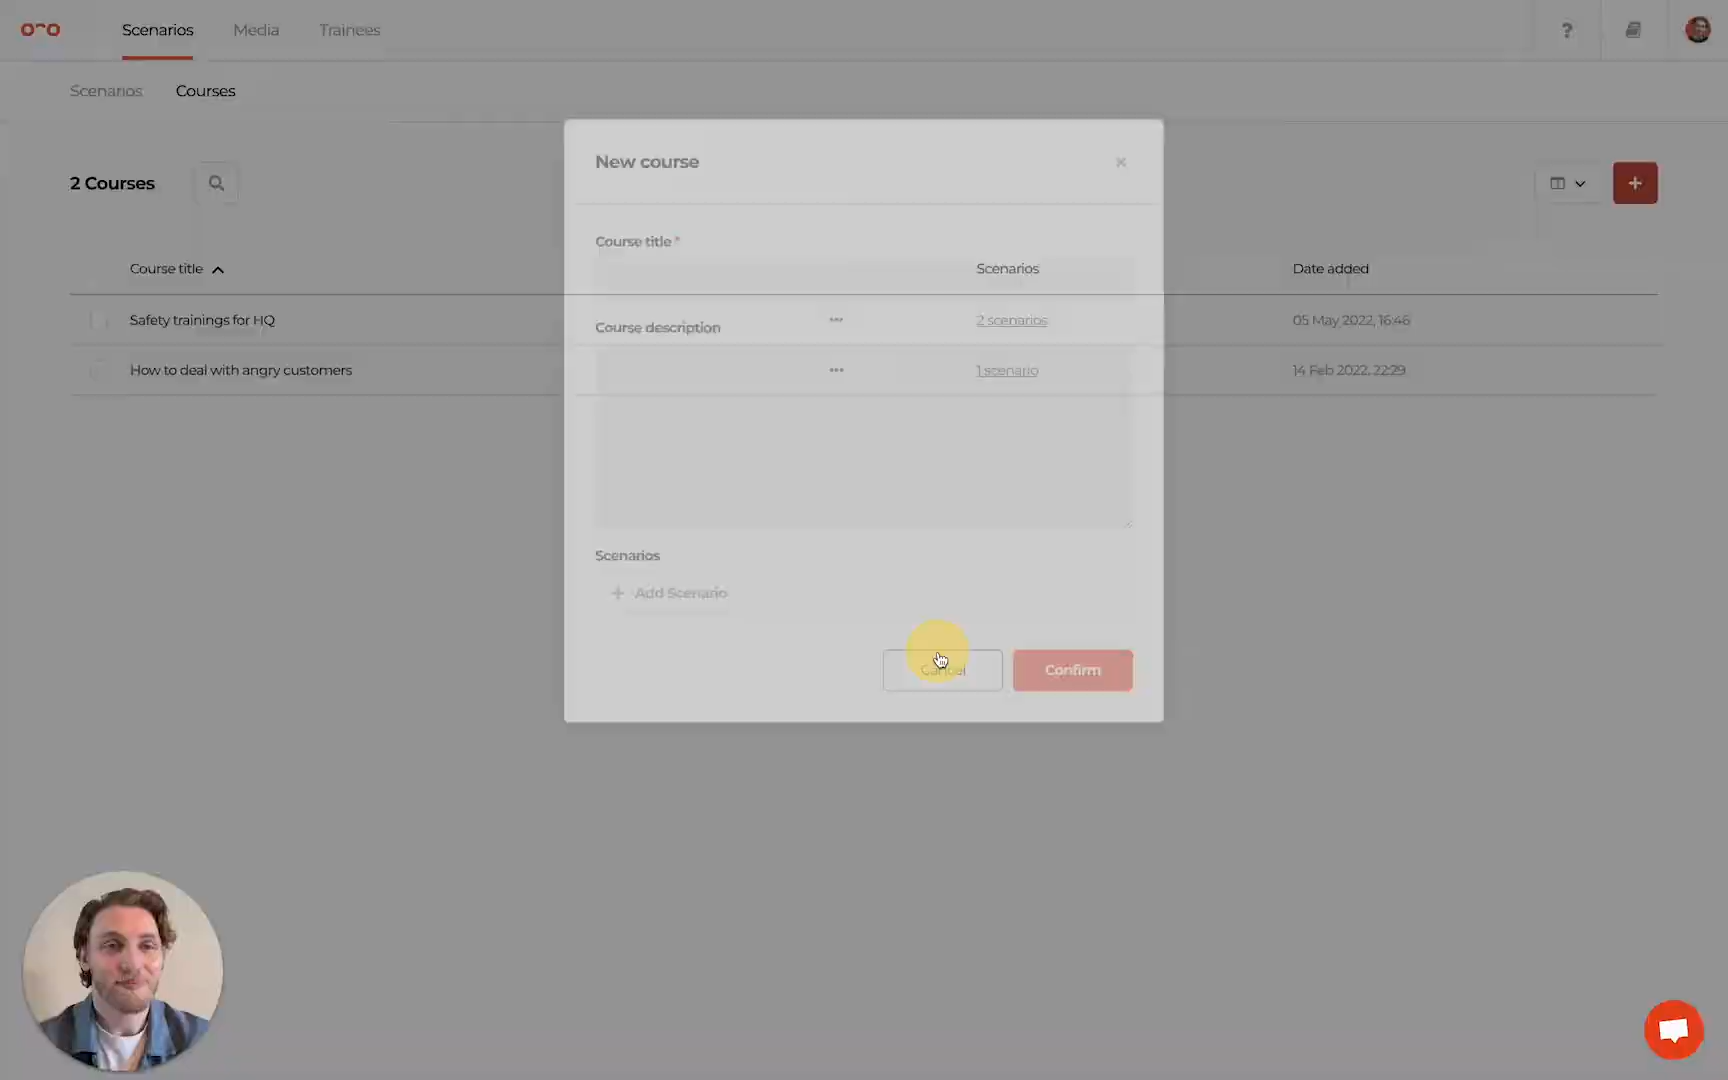 Scenarios
Media
Trainees
?
Scenarios
Courses
New course
×
2 Courses
+
Course title *
Course title
Scenarios
Date added
Safety trainings for HQ
...
2 scenarios
05 May 2022, 16:46
Course description
How to deal with angry customers
...
1 scenario
14 Feb 2022, 22:29
Scenarios
+ Add Scenario
Cancel
Confirm